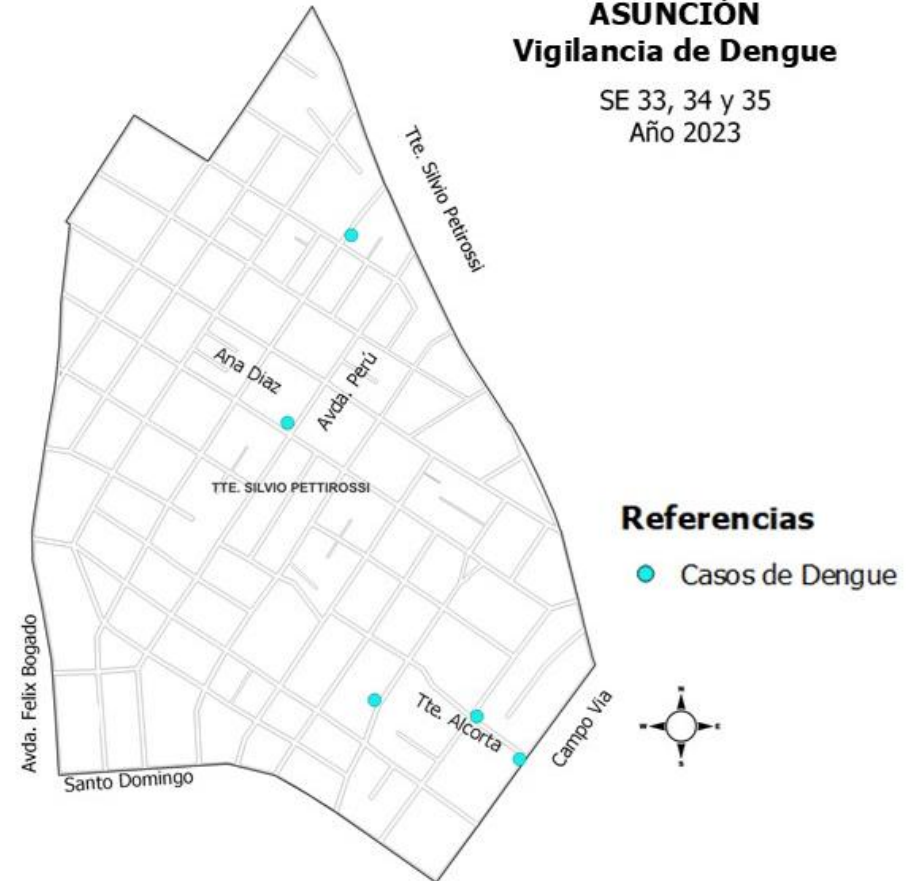 ASUNCIÓN
Vigilancia de Dengue
SE 33, 34 y 35
Año 2023
Tte. Silvio Petirossi
Ana Diaz
Avda. Perú
TTE. SILVIO PETTIROSSI
Referencias
Casos de Dengue
Avda. Felix Bogado
Tte. Alcorta
Campo Via
Santo Domingo
N
W
E
S